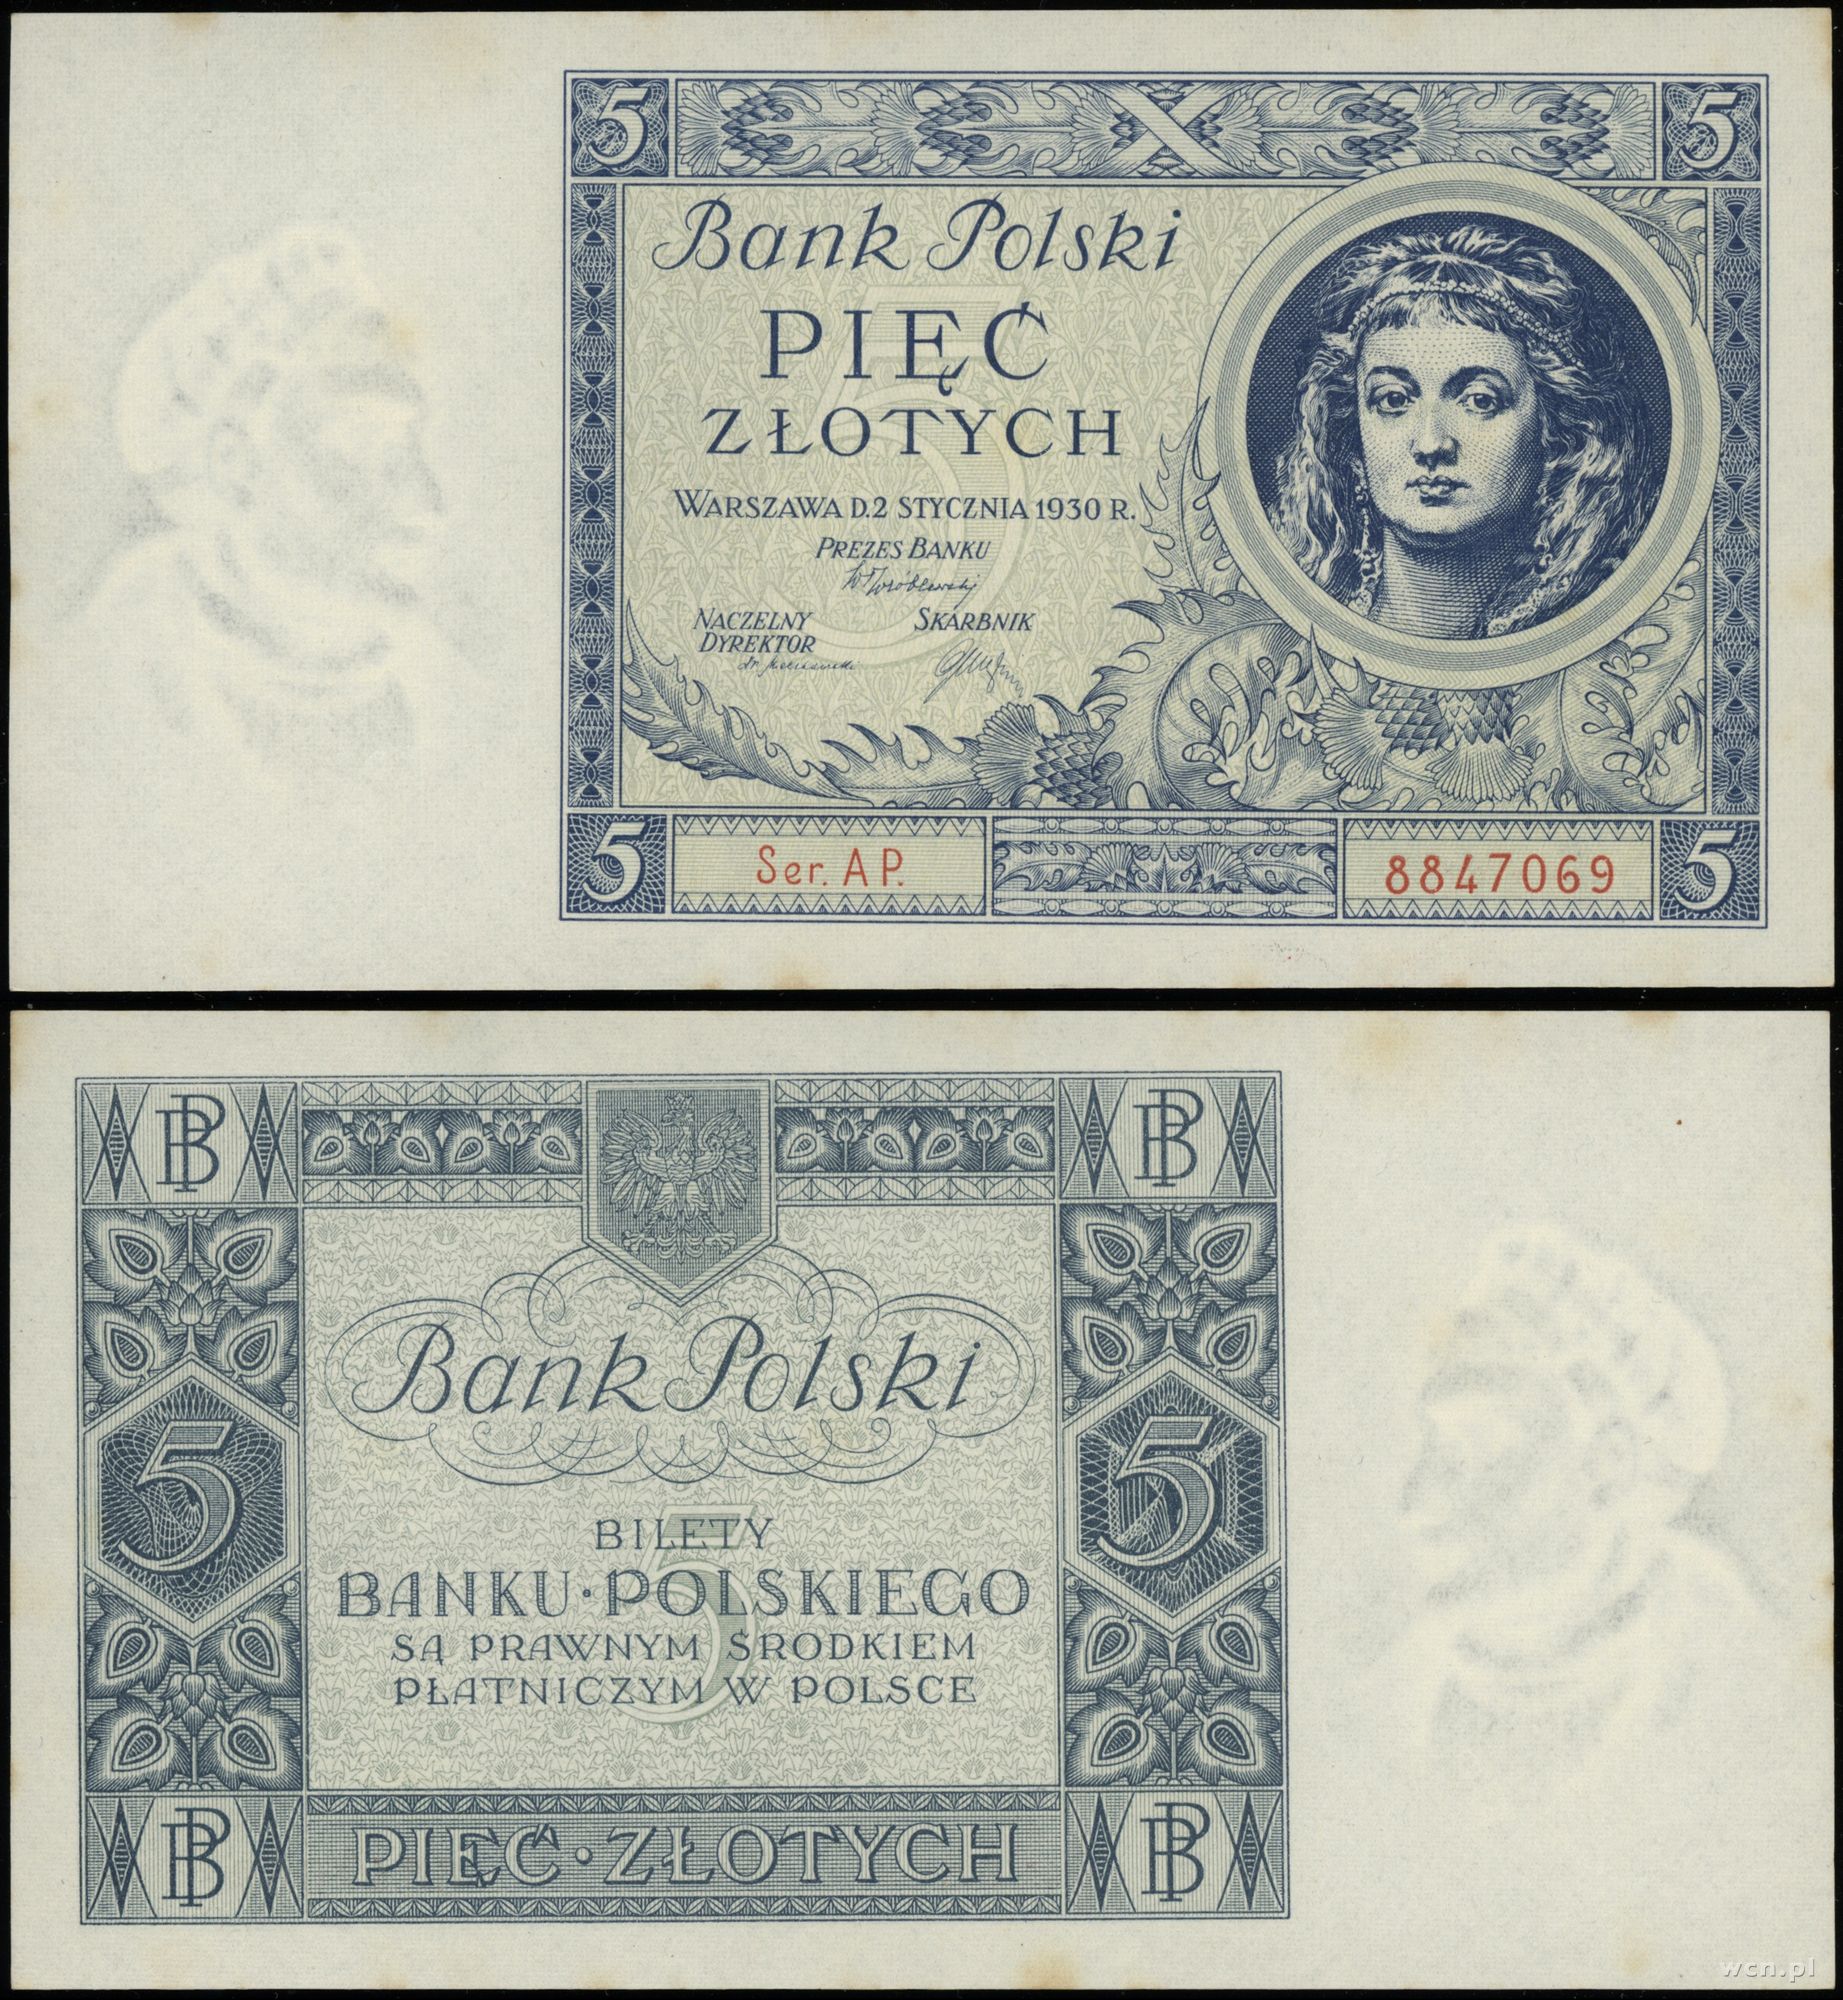 5 5
Bank Polski
PIĘĆ
ZŁOTYCH
WARSZAWA D.2 STYCZNIA 1930 R.
PREZES BANKU
Wróblewski
NACZELNY SKARBNIK
DYREKTOR
5 Ser. A P. 8847069 5
BP BP
Bank Polski
5 5
BILETY
BANKU·POLSKIEGO
SĄ PRAWNYM ŚRODKIEM
PŁATNICZYM W POLSCE
BP PIĘĆ·ZŁOTYCH BP
wcn.pl